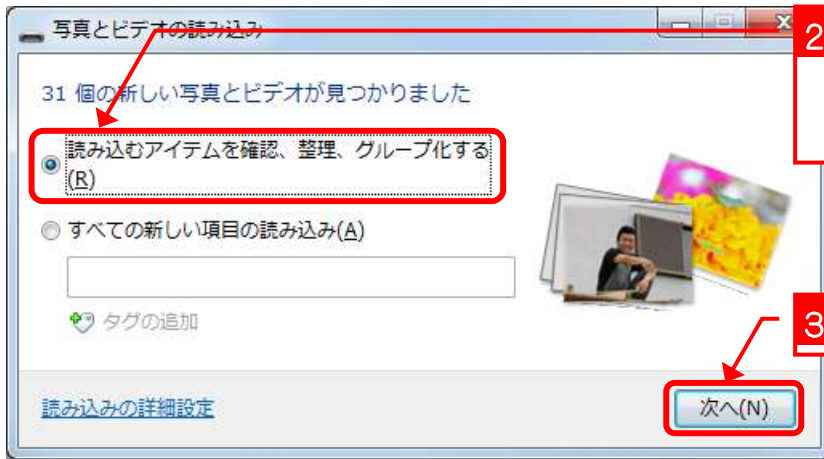 写真とビデオの読み込み
2
31 個の新しい写真とビデオが見つかりました
読み込むアイテムを確認、整理、グループ化する
(R)
すべての新しい項目の読み込み(A)
タグの追加
3
読み込みの詳細設定
次へ(N)